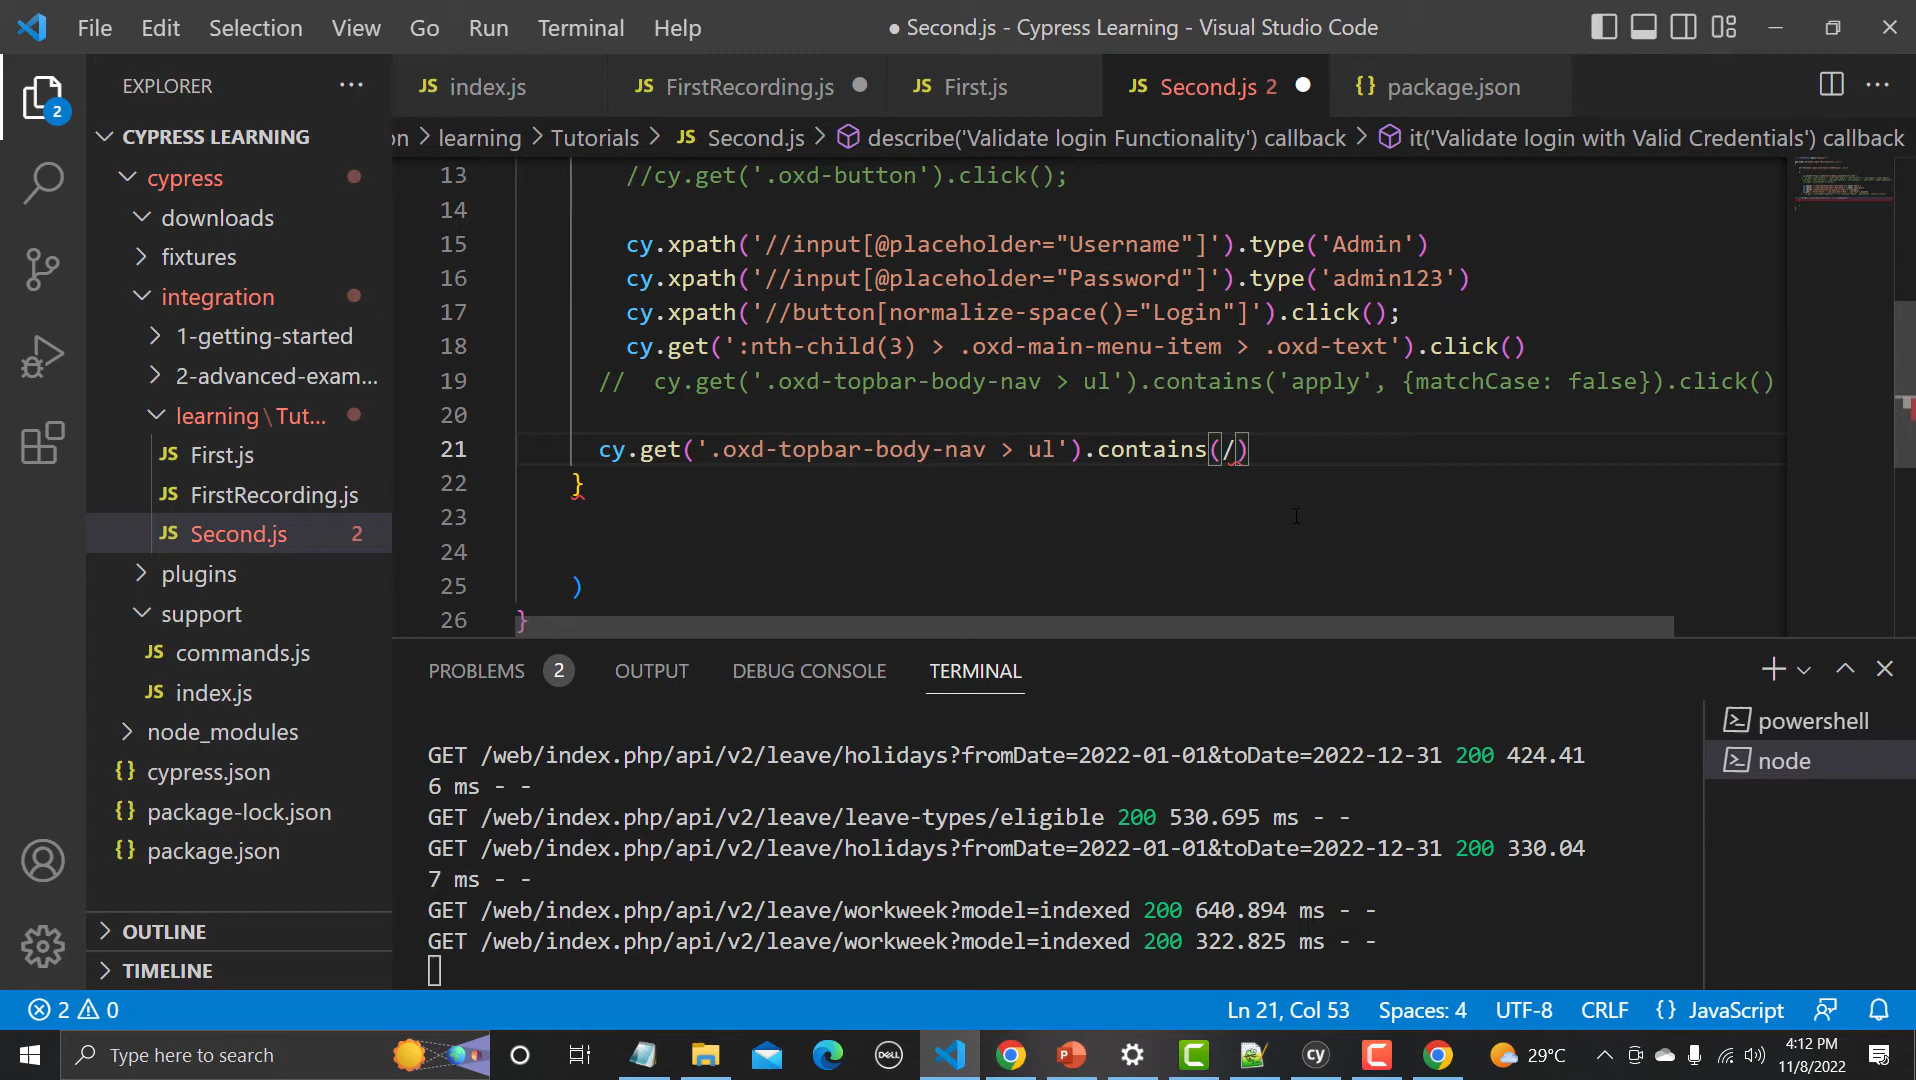 File Edit Selection View Go Run Terminal Help
● Second.js - Cypress Learning - Visual Studio Code
EXPLORER
JS index.js
JS FirstRecording.js
JS First.js
JS Second.js 2
{} package.json
on > learning > Tutorials > JS Second.js > describe('Validate login Functionality') callback > it('Validate login with Valid Credentials') callback
2
CYPRESS LEARNING
cypress
downloads
fixtures
integration
1-getting-started
2-advanced-exam...
learning\Tut...
JS First.js
JS FirstRecording.js
JS Second.js 2
plugins
support
JS commands.js
JS index.js
node_modules
{} cypress.json
{} package-lock.json
{} package.json
OUTLINE
TIMELINE
13 //cy.get('.oxd-button').click();
14
15 cy.xpath('//input[@placeholder="Username"]').type('Admin')
16 cy.xpath('//input[@placeholder="Password"]').type('admin123')
17 cy.xpath('//button[normalize-space()="Login"]').click();
18 cy.get(':nth-child(3) > .oxd-main-menu-item > .oxd-text').click()
19 // cy.get('.oxd-topbar-body-nav > ul').contains('apply', {matchCase: false}).click()
20
21 cy.get('.oxd-topbar-body-nav > ul').contains(/)
22 }
23
24
25 )
26 }
PROBLEMS 2 OUTPUT DEBUG CONSOLE TERMINAL
GET /web/index.php/api/v2/leave/holidays?fromDate=2022-01-01&toDate=2022-12-31 200 424.41
6 ms - -
GET /web/index.php/api/v2/leave/leave-types/eligible 200 530.695 ms - -
GET /web/index.php/api/v2/leave/holidays?fromDate=2022-01-01&toDate=2022-12-31 200 330.04
7 ms - -
GET /web/index.php/api/v2/leave/workweek?model=indexed 200 640.894 ms - -
GET /web/index.php/api/v2/leave/workweek?model=indexed 200 322.825 ms - -
powershell
node
2 0
Ln 21, Col 53 Spaces: 4 UTF-8 CRLF {} JavaScript
Type here to search
DELL
P
cy
29°C
4:12 PM
11/8/2022